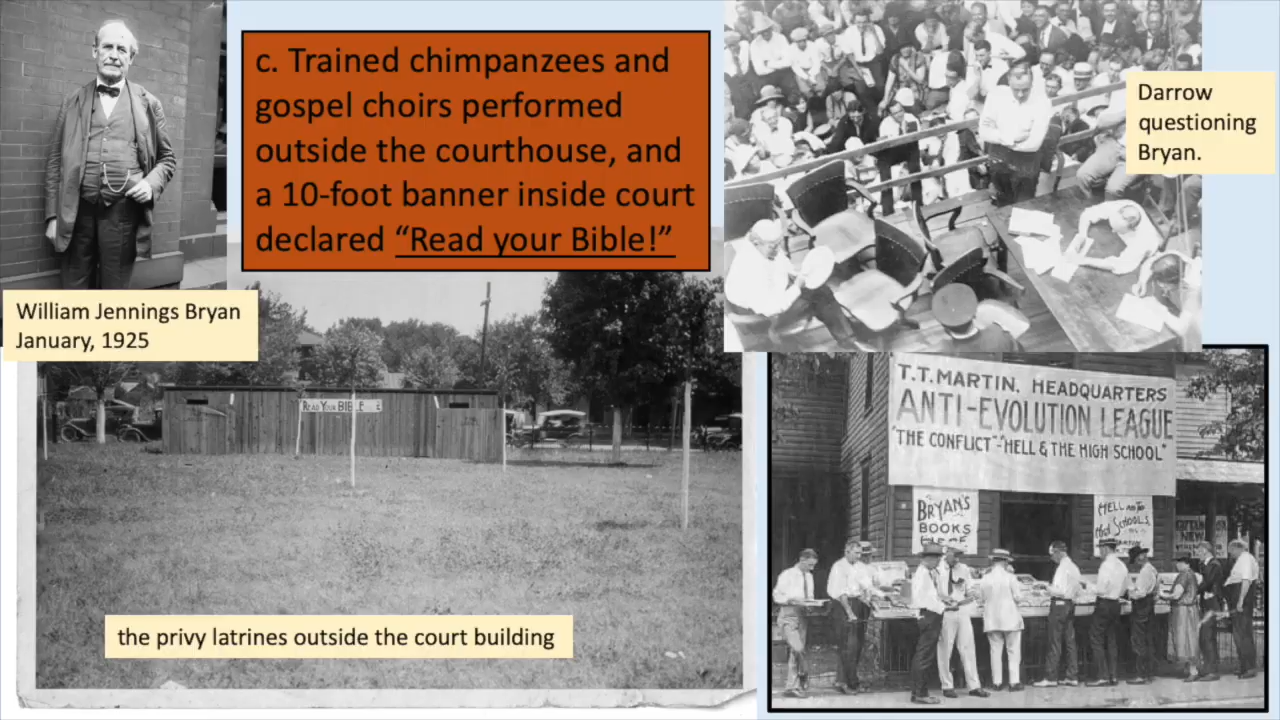 c. Trained chimpanzees and
gospel choirs performed
outside the courthouse, and
a 10-foot banner inside court
declared “Read your Bible!”
Darrow
questioning
Bryan.
William Jennings Bryan
January, 1925
READ YOUR BIBLE
the privy latrines outside the court building
T.T. MARTIN. HEADQUARTERS
ANTI-EVOLUTION LEAGUE
"THE CONFLICT"-"HELL & THE HIGH SCHOOL"
BRYAN'S
BOOKS
HELL AND THE